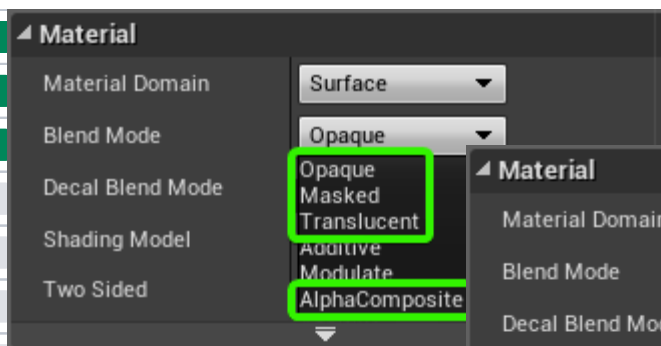 Material
Material Domain Surface
Blend Mode Opaque
Opaque
Masked
Translucent
Additive
Modulate
AlphaComposite
Decal Blend Mode
Shading Model
Two Sided
Material
Material Domain
Blend Mode
Decal Blend Mo